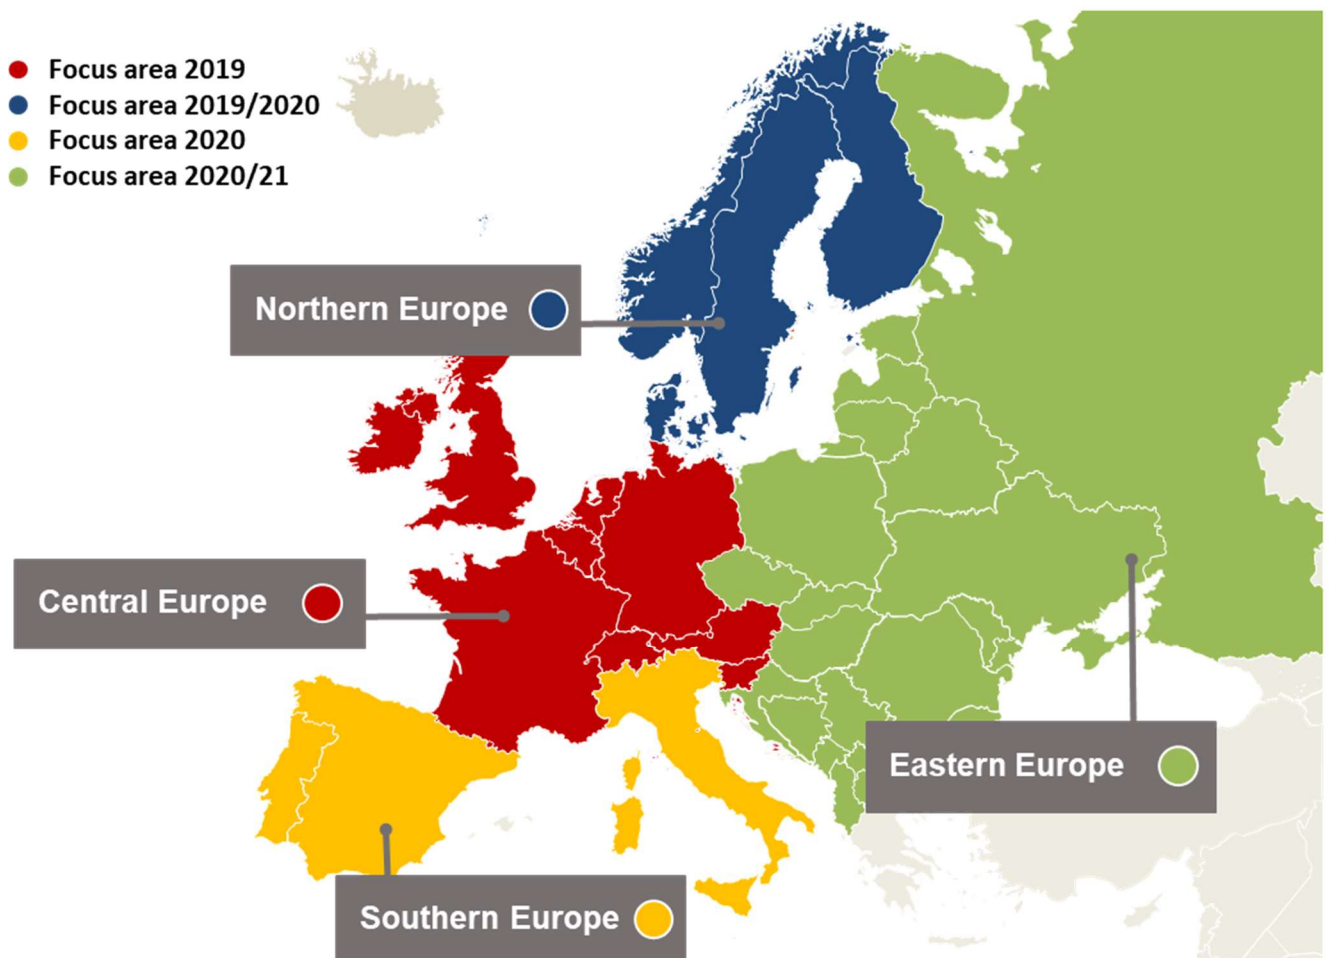 Focus area 2019
Focus area 2019/2020
Focus area 2020
Focus area 2020/21
Northern Europe
Central Europe
Eastern Europe
Southern Europe